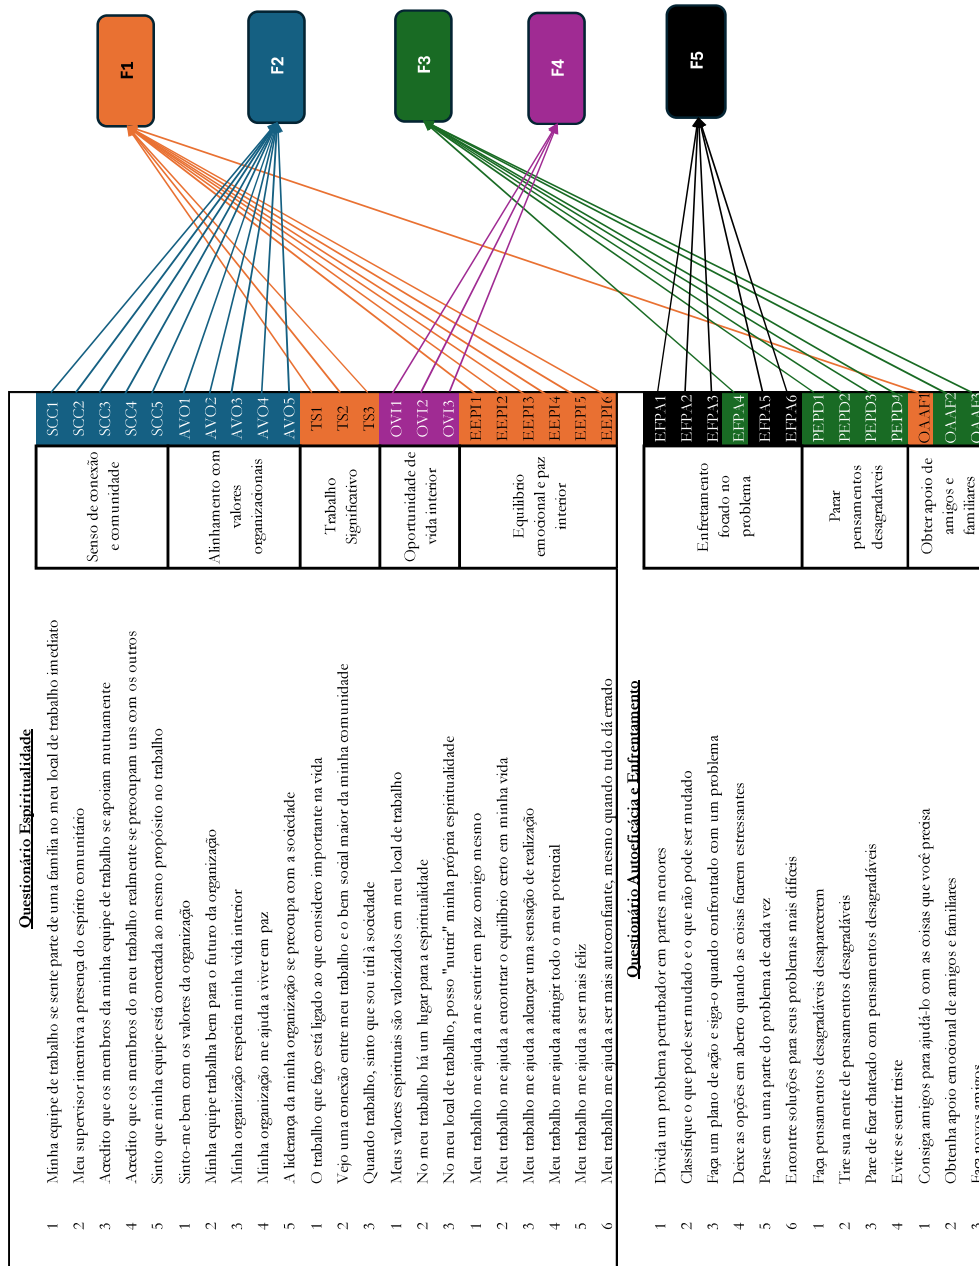 Questionário Espiritualidade
1 Minha equipe de trabalho se sente parte de uma família no meu local de trabalho imediato
2 Meu supervisor incentiva a presença do espírito comunitário
3 Acredito que os membros da minha equipe de trabalho se apoiam mutuamente
4 Acredito que os membros do meu trabalho realmente se preocupam uns com os outros
5 Sinto que minha equipe está conectada ao mesmo propósito no trabalho
1 Sinto-me bem com os valores da organização
2 Minha equipe trabalha bem para o futuro da organização
3 Minha organização respeita minha vida interior
4 Minha organização me ajuda a viver em paz
5 A liderança da minha organização se preocupa com a sociedade
1 O trabalho que faço está ligado ao que considero importante na vida
2 Vejo uma conexão entre meu trabalho e o bem social maior da minha comunidade
3 Quando trabalho, sinto que sou útil à sociedade
1 Meus valores espirituais são valorizados em meu local de trabalho
2 No meu trabalho há um lugar para a espiritualidade
3 No meu local de trabalho, posso "nutrir" minha própria espiritualidade
1 Meu trabalho me ajuda a me sentir em paz comigo mesmo
2 Meu trabalho me ajuda a encontrar o equilíbrio certo em minha vida
3 Meu trabalho me ajuda a alcançar uma sensação de realização
4 Meu trabalho me ajuda a atingir todo o meu potencial
5 Meu trabalho me ajuda a ser mais feliz
6 Meu trabalho me ajuda a ser mais autoconfiante, mesmo quando tudo dá errado
Senso de conexão
e comunidade
Alinhamento com
valores
organizacionais
Trabalho
Significativo
Oportunidade de
vida interior
Equilíbrio
emocional e paz
interior
SCC1
SCC2
SCC3
SCC4
SCC5
AVO1
AVO2
AVO3
AVO4
AVO5
TS1
TS2
TS3
OVI1
OVI2
OVI3
EEPI1
EEPI2
EEPI3
EEPI4
EEPI5
EEPI6
Questionário Autoeficácia e Enfrentamento
1 Divida um problema perturbador em partes menores
2 Classifique o que pode ser mudado e o que não pode ser mudado
3 Faça um plano de ação e siga-o quando confrontado com um problema
4 Deixe as opções em aberto quando as coisas ficarem estressantes
5 Pense em uma parte do problema de cada vez
6 Encontre soluções para seus problemas mais difíceis
1 Faça pensamentos desagradáveis desaparecerem
2 Tire sua mente de pensamentos desagradáveis
3 Pare de ficar chateado com pensamentos desagradáveis
4 Evite se sentir triste
1 Consiga amigos para ajudá-lo com as coisas que você precisa
2 Obtenha apoio emocional de amigos e familiares
3 Faça novos amigos
Enfretamento
focado no
problema
Parar
pensamentos
desagradaveis
Obter apoio de
amigos e
familiares
EFPA1
EFPA2
EFPA3
EFPA4
EFPA5
EFPA6
PEPD1
PEPD2
PEPD3
PEPD4
OAAF1
OAAF2
OAAF3
F1
F2
F3
F4
F5